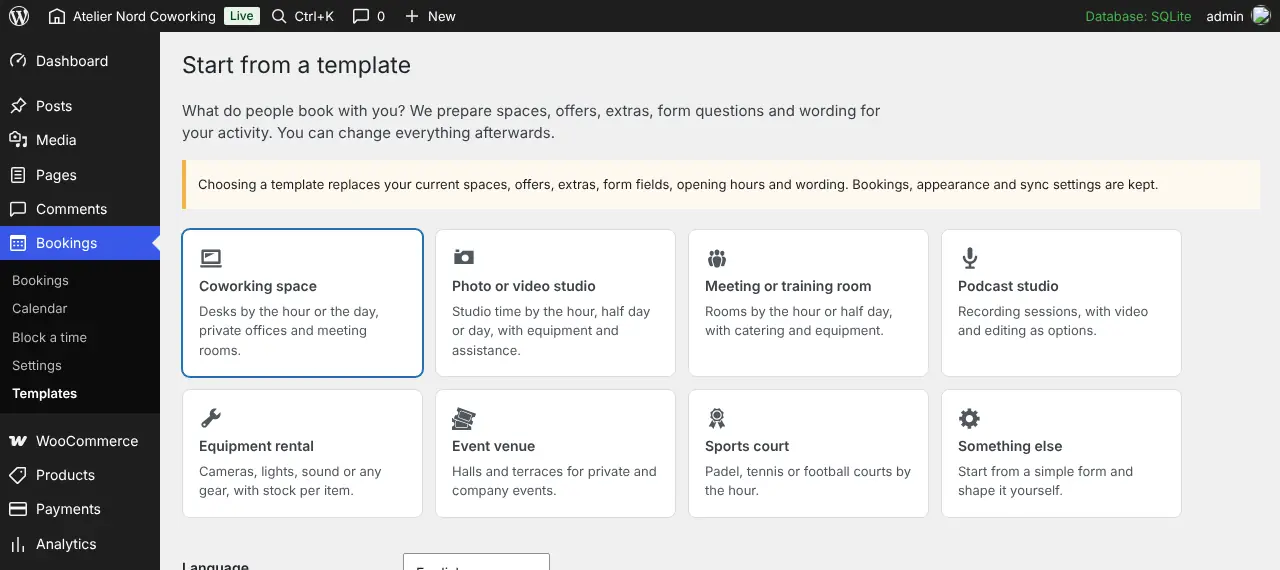 Atelier Nord Coworking Live Ctrl+K 0 New Database: SQLite admin
Dashboard
Posts
Media
Pages
Comments
Bookings
Bookings
Calendar
Block a time
Settings
Templates
WooCommerce
Products
Payments
Analytics
Start from a template
What do people book with you? We prepare spaces, offers, extras, form questions and wording for
your activity. You can change everything afterwards.
Choosing a template replaces your current spaces, offers, extras, form fields, opening hours and wording. Bookings, appearance and sync settings are kept.
Coworking space
Desks by the hour or the day,
private offices and meeting
rooms.
Photo or video studio
Studio time by the hour, half day
or day, with equipment and
assistance.
Meeting or training room
Rooms by the hour or half day,
with catering and equipment.
Podcast studio
Recording sessions, with video
and editing as options.
Equipment rental
Cameras, lights, sound or any
gear, with stock per item.
Event venue
Halls and terraces for private and
company events.
Sports court
Padel, tennis or football courts by
the hour.
Something else
Start from a simple form and
shape it yourself.
Language